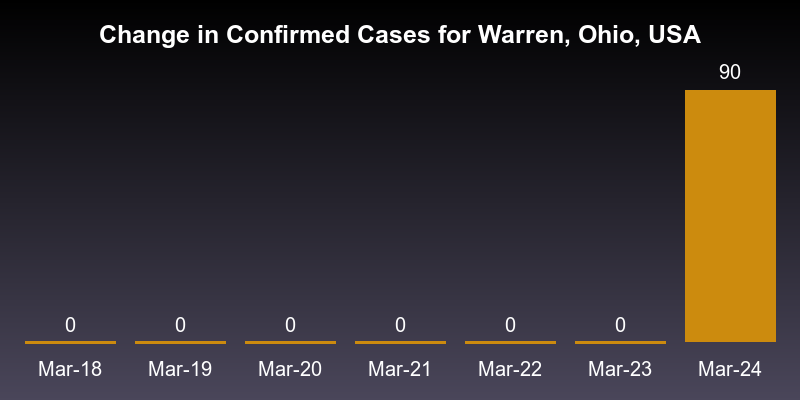 Change in Confirmed Cases for Warren, Ohio, USA
90
0 0 0 0 0 0
Mar-18 Mar-19 Mar-20 Mar-21 Mar-22 Mar-23 Mar-24